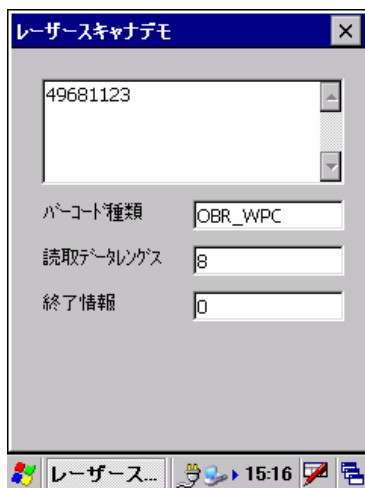 レーザースキャナデモ
49681123
バーコード種類
OBR_WPC
読取データレングス
8
終了情報
0
レーザース...
15:16